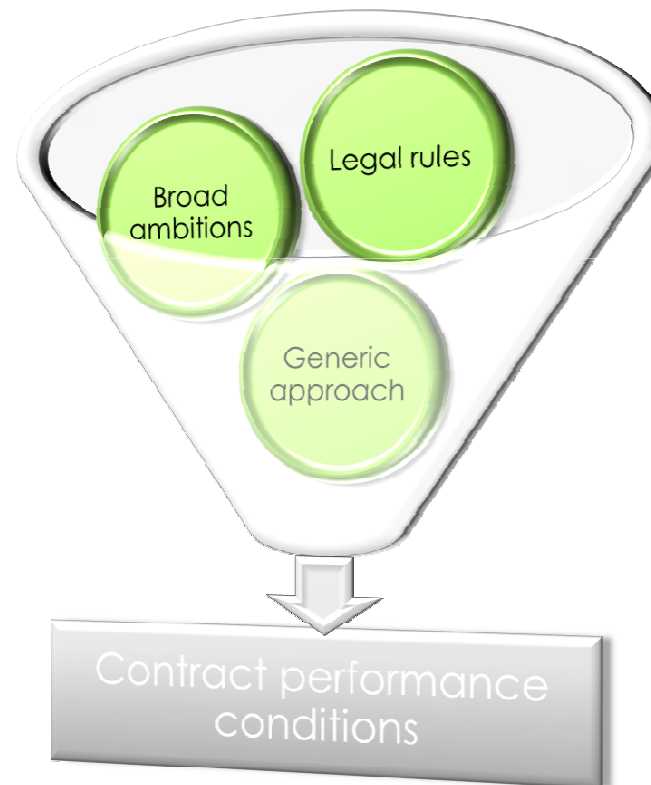 Legal rules
Broad
ambitions
Generic
approach
Contract performance
conditions